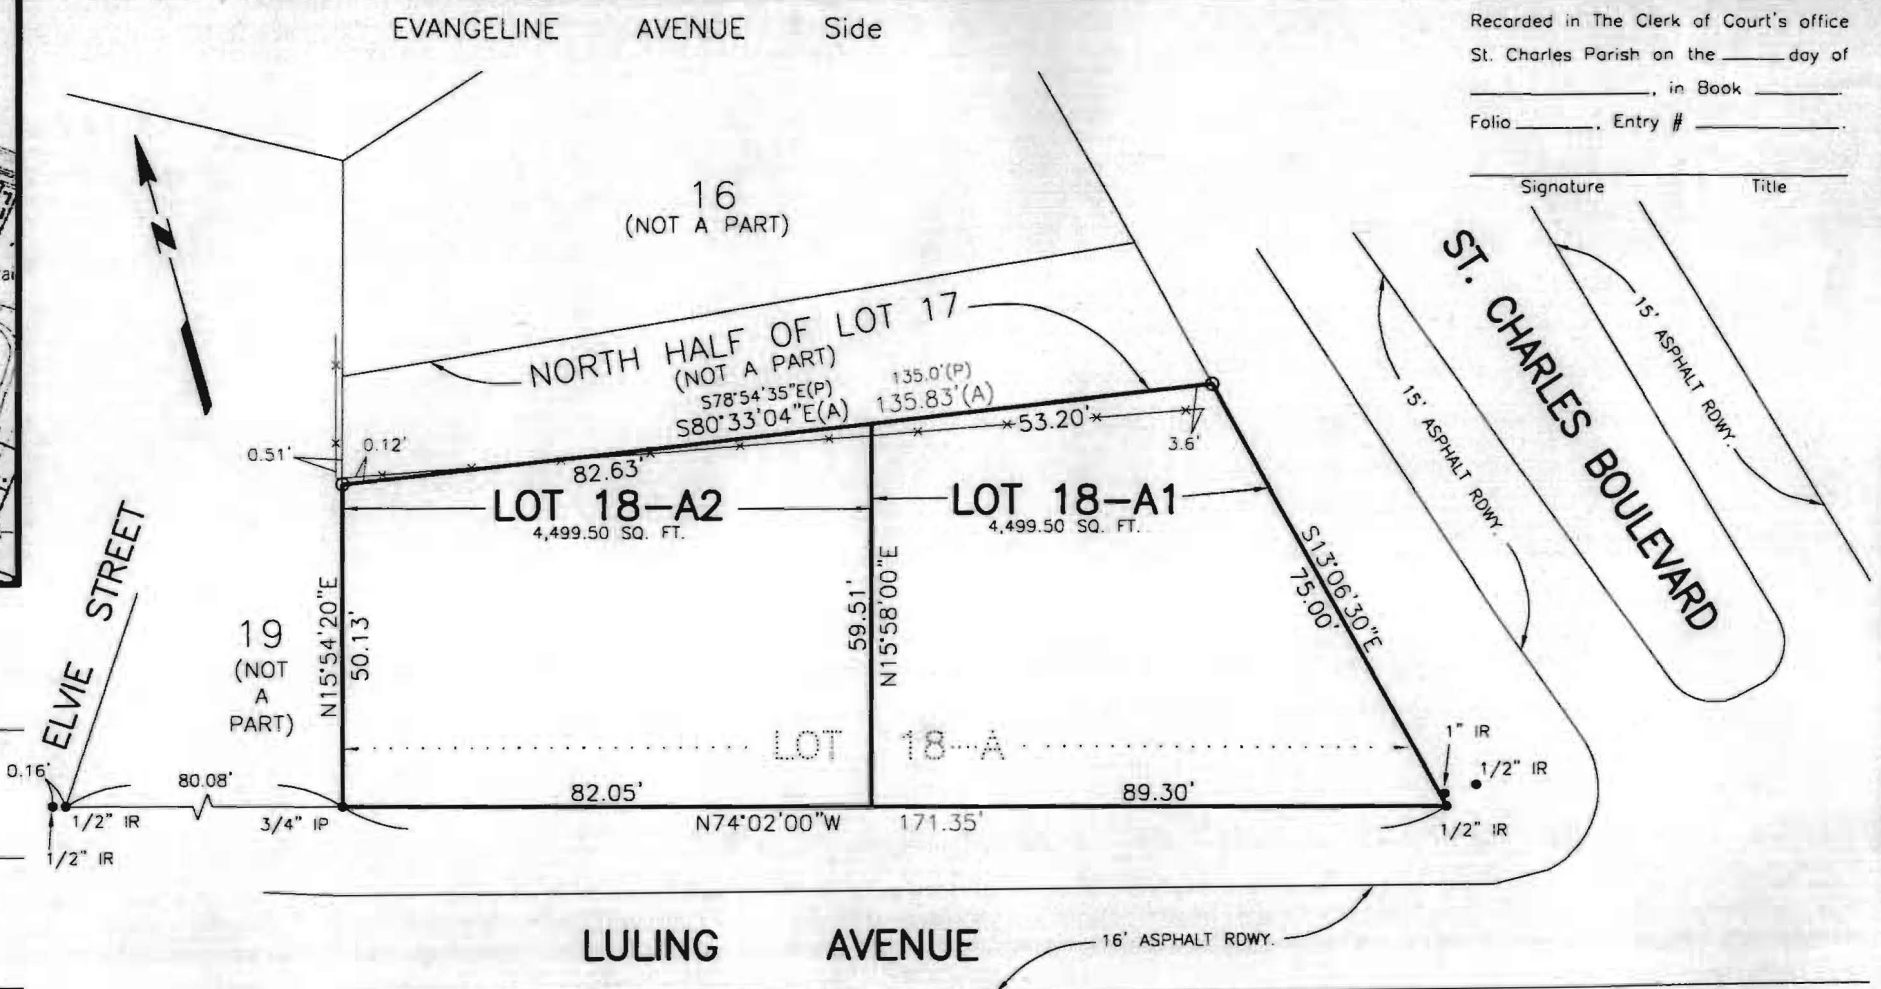 EVANGELINE AVENUE Side
Recorded in The Clerk of Court's office
St. Charles Parish on the ______ day of
____________, in Book ______
Folio ______, Entry # ____________.
Signature Title
16
(NOT A PART)
NORTH HALF OF LOT 17
(NOT A PART)
S78°54'35"E(P) 135.0'(P)
S80°33'04"E(A) 135.83'(A)
53.20'
3.6'
0.51' 0.12'
82.63'
LOT 18-A2
4,499.50 SQ. FT.
LOT 18-A1
4,499.50 SQ. FT.
ST. CHARLES BOULEVARD
15' ASPHALT RDWY.
15' ASPHALT RDWY.
S13°06'30"E
75.00'
ELVIE STREET
19
(NOT
A
PART)
N15°54'20"E
50.13'
59.51'
N15°58'00"E
LOT 18-A
1" IR
1/2" IR
1/2" IR
0.16'
80.08'
1/2" IR
1/2" IR
3/4" IP
82.05' 89.30'
N74°02'00"W 171.35'
N
LULING AVENUE
16' ASPHALT RDWY.